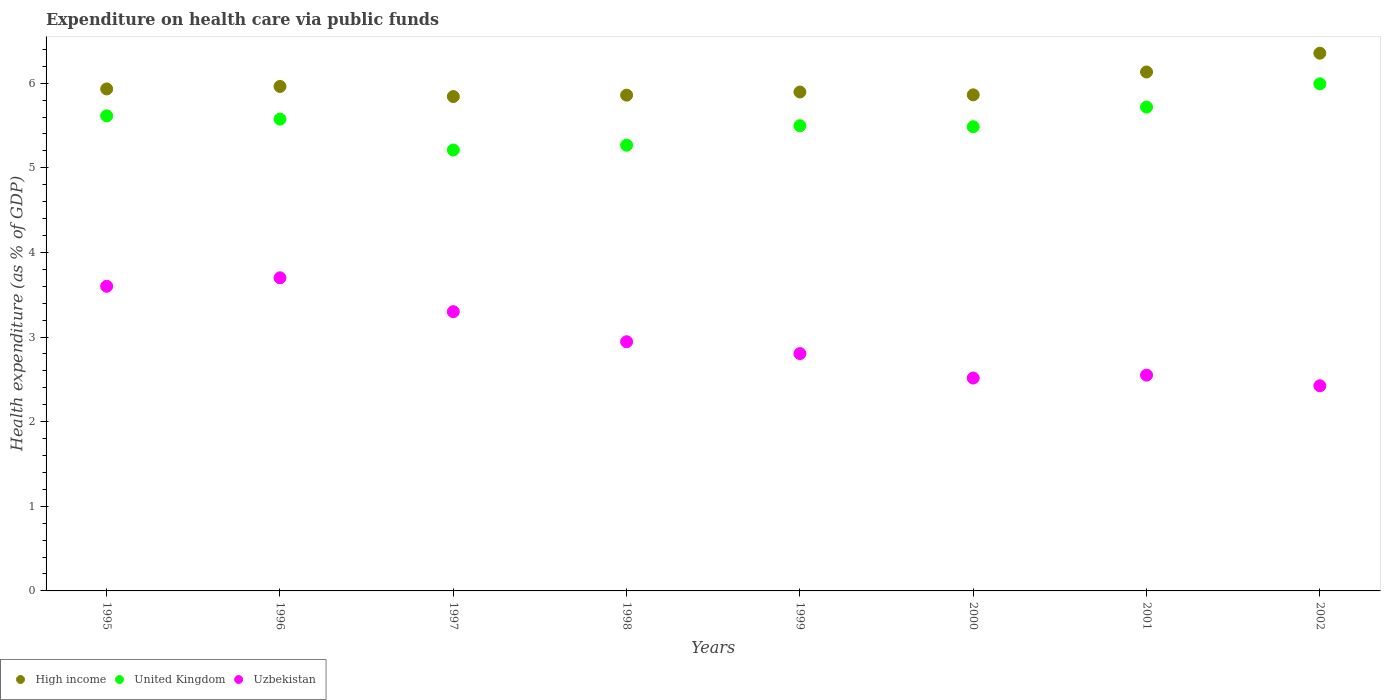 Expenditure on health care via public funds
Health expenditure (as % of GDP)
6
5
4
3
2
1
0
1995
1996
1997
1998
1999
2000
2001
2002
Years
High income
United Kingdom
Uzbekistan